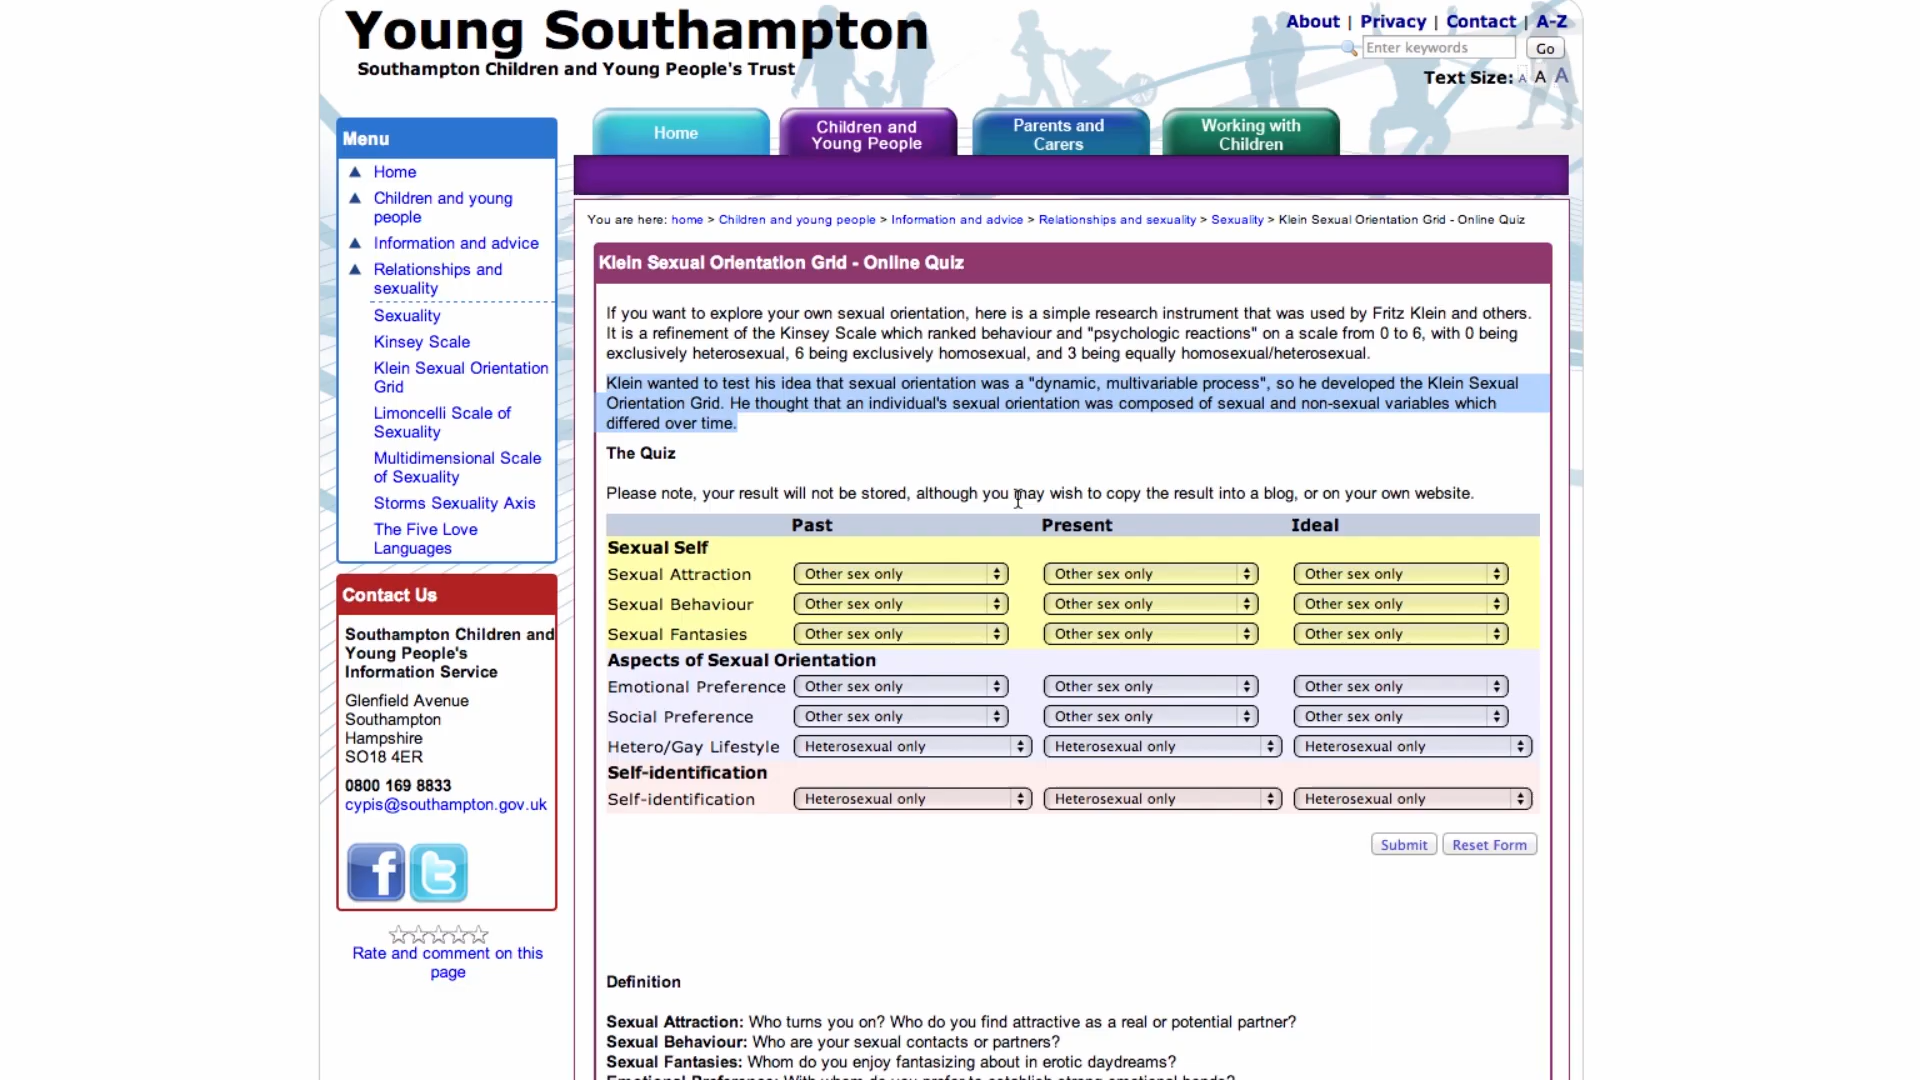 Young Southampton
Southampton Children and Young People's Trust
About | Privacy | Contact | A-Z
Enter keywords
Go
Text Size: A A A
Home
Children and
Young People
Parents and
Carers
Working with
Children
Menu
Home
Children and young
people
Information and advice
Relationships and
sexuality
Sexuality
Kinsey Scale
Klein Sexual Orientation
Grid
Limoncelli Scale of
Sexuality
Multidimensional Scale
of Sexuality
Storms Sexuality Axis
The Five Love
Languages
Contact Us
Southampton Children and
Young People's
Information Service
Glenfield Avenue
Southampton
Hampshire
SO18 4ER
0800 169 8833
cypis@southampton.gov.uk
f t
Rate and comment on this
page
You are here: home > Children and young people > Information and advice > Relationships and sexuality > Sexuality > Klein Sexual Orientation Grid - Online Quiz
Klein Sexual Orientation Grid - Online Quiz
If you want to explore your own sexual orientation, here is a simple research instrument that was used by Fritz Klein and others.
It is a refinement of the Kinsey Scale which ranked behaviour and "psychologic reactions" on a scale from 0 to 6, with 0 being
exclusively heterosexual, 6 being exclusively homosexual, and 3 being equally homosexual/heterosexual.
Klein wanted to test his idea that sexual orientation was a "dynamic, multivariable process", so he developed the Klein Sexual
Orientation Grid. He thought that an individual's sexual orientation was composed of sexual and non-sexual variables which
differed over time.
The Quiz
Please note, your result will not be stored, although you may wish to copy the result into a blog, or on your own website.
Past Present Ideal
Sexual Self
Sexual Attraction Other sex only Other sex only Other sex only
Sexual Behaviour Other sex only Other sex only Other sex only
Sexual Fantasies Other sex only Other sex only Other sex only
Aspects of Sexual Orientation
Emotional Preference Other sex only Other sex only Other sex only
Social Preference Other sex only Other sex only Other sex only
Hetero/Gay Lifestyle Heterosexual only Heterosexual only Heterosexual only
Self-identification
Self-identification Heterosexual only Heterosexual only Heterosexual only
Submit Reset Form
Definition
Sexual Attraction: Who turns you on? Who do you find attractive as a real or potential partner?
Sexual Behaviour: Who are your sexual contacts or partners?
Sexual Fantasies: Whom do you enjoy fantasizing about in erotic daydreams?
Emotional Preference: With whom do you prefer to establish strong emotional bonds?